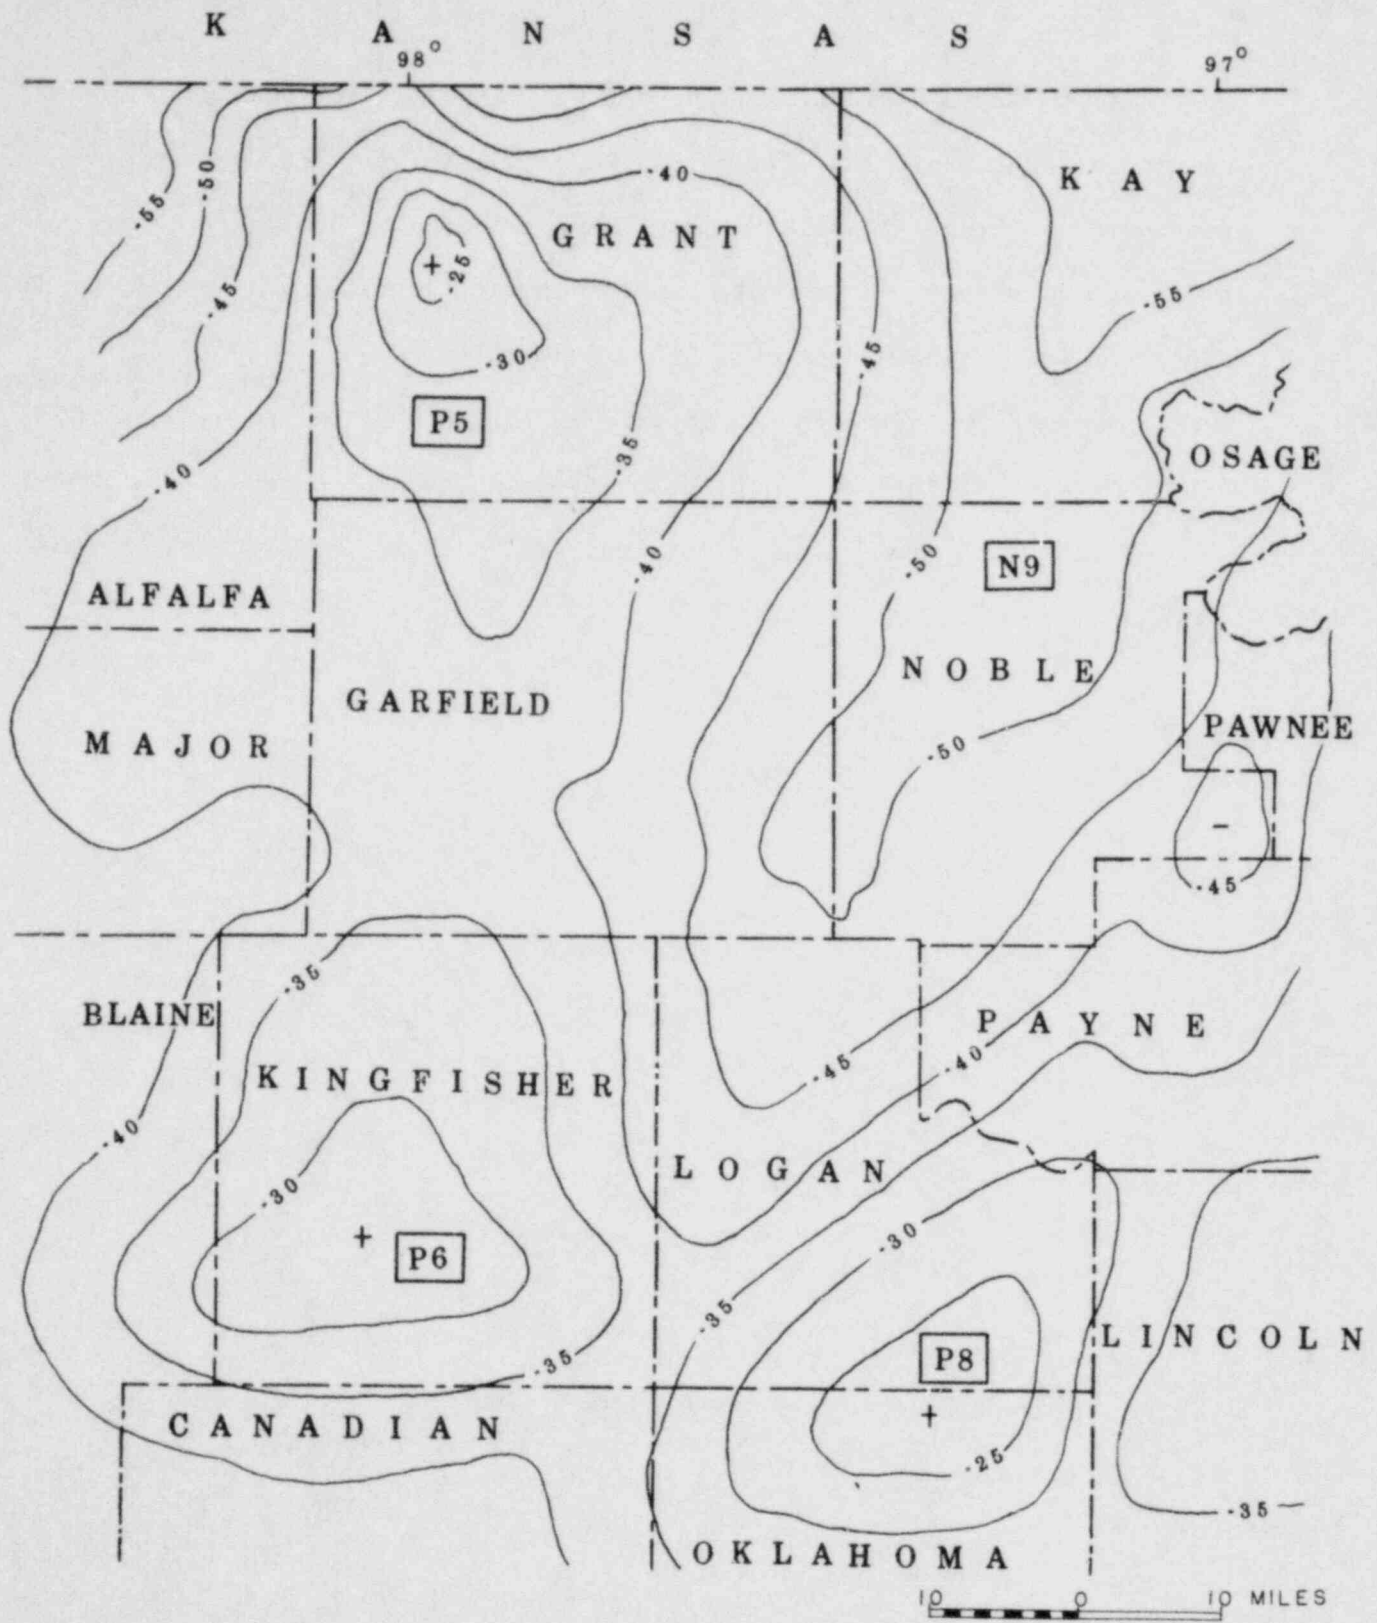 K A N S A S
98° 97°
K A Y
-40
-50
-55
GRANT
-25
-45
-55
-45
-30
P5
-35
OSAGE
-40
-40
-50
N9
ALFALFA
NOBLE
GARFIELD
PAWNEE
MAJOR
-50
-45
-35
BLAINE
PAYNE
-40
-45
KINGFISHER
-40
LOGAN
-30
-30
P6
-35
LINCOLN
P8
-35
CANADIAN
-25
-35
OKLAHOMA
10 0 10 MILES